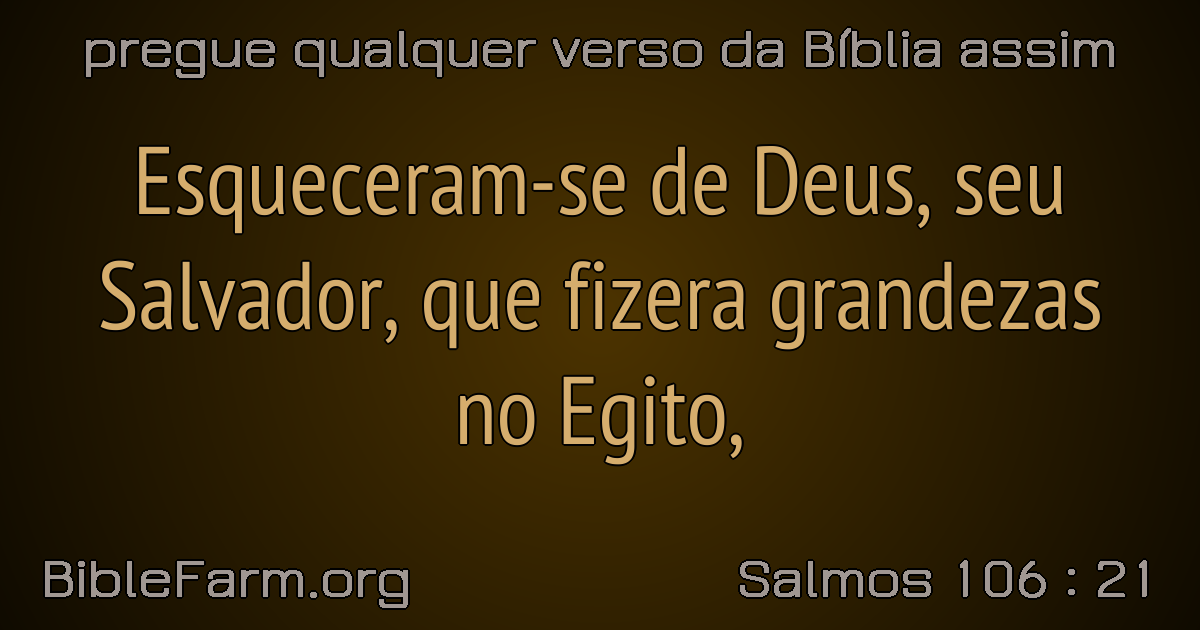 pregue qualquer verso da Bíblia assim
Esqueceram-se de Deus, seu
Salvador, que fizera grandezas
no Egito,
BibleFarm.org
Salmos 106 : 21